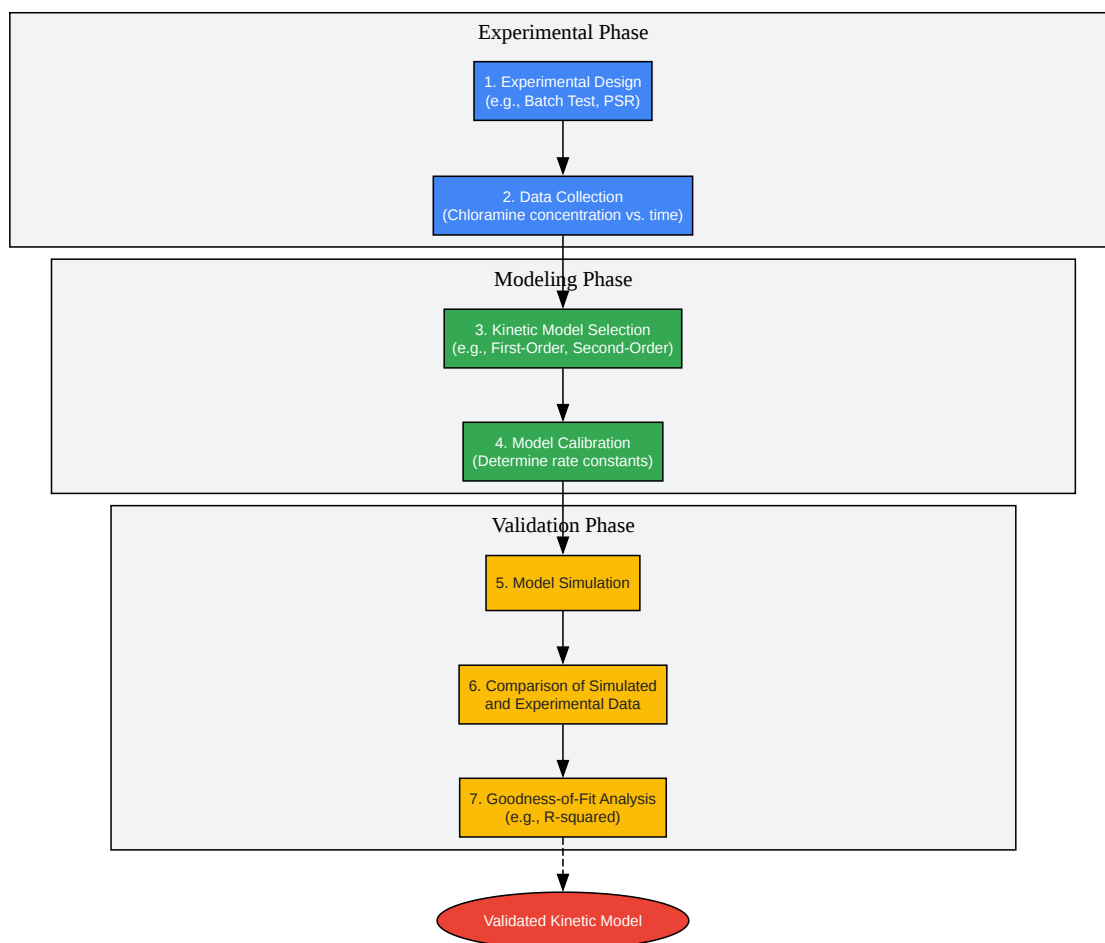 Experimental Phase
1. Experimental Design
(e.g., Batch Test, PSR)
2. Data Collection
(Chloramine concentration vs. time)
Modeling Phase
3. Kinetic Model Selection
(e.g., First-Order, Second-Order)
4. Model Calibration
(Determine rate constants)
Validation Phase
5. Model Simulation
6. Comparison of Simulated
and Experimental Data
7. Goodness-of-Fit Analysis
(e.g., R-squared)
Validated Kinetic Model